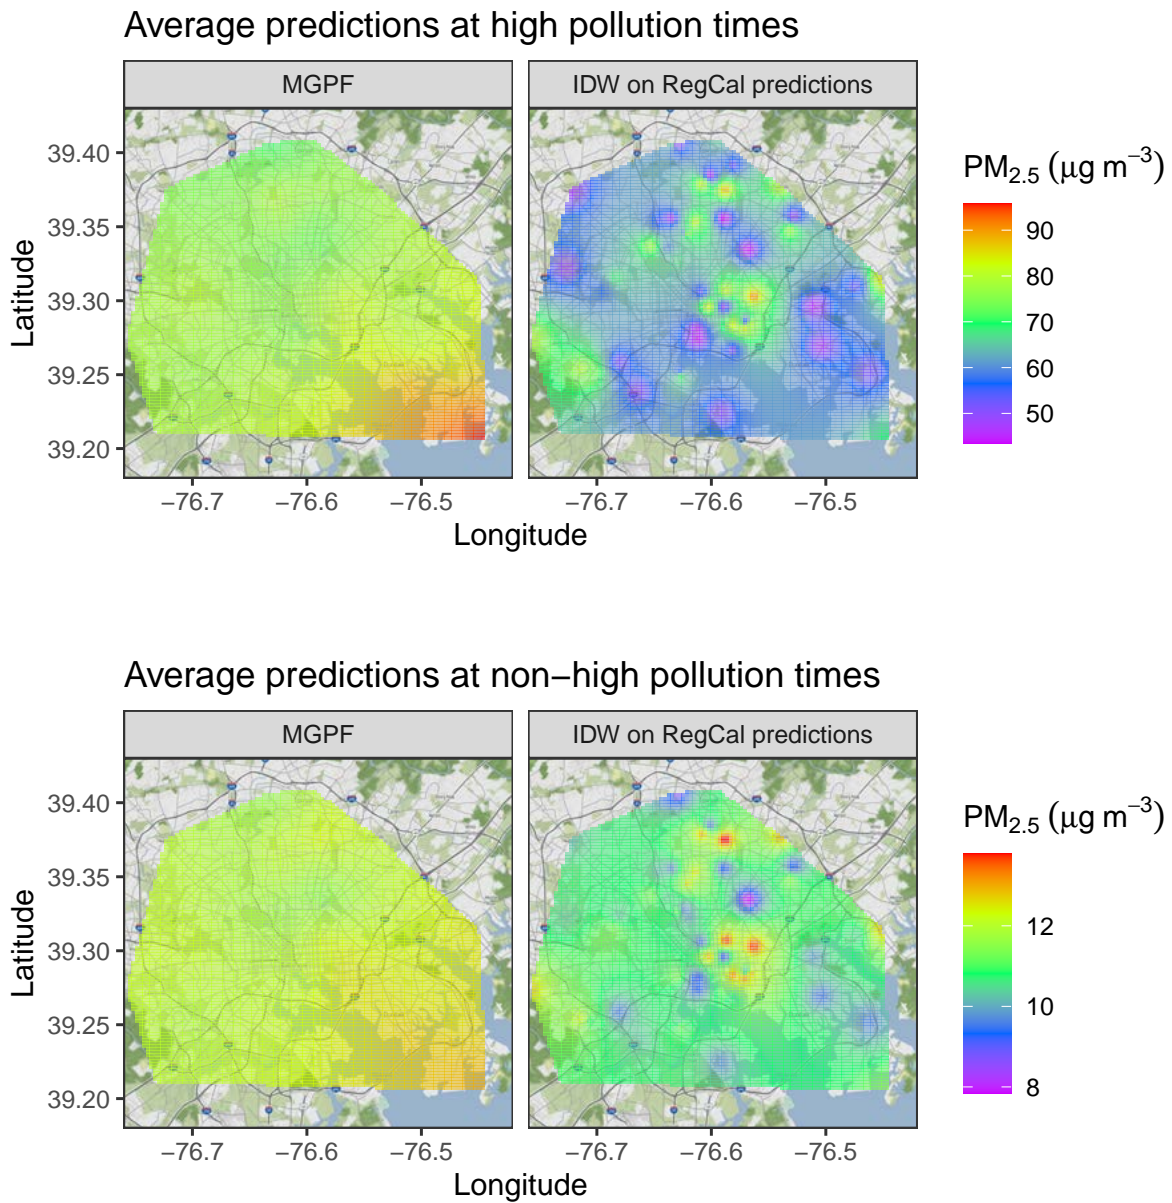 Average predictions at high pollution times
MGPF
IDW on RegCal predictions
Latitude
39.40
39.35
39.30
39.25
39.20
−76.7
−76.6
−76.5
−76.7
−76.6
−76.5
Longitude
PM2.5 (μg m−3)
90
80
70
60
50
Average predictions at non−high pollution times
MGPF
IDW on RegCal predictions
Latitude
39.40
39.35
39.30
39.25
39.20
−76.7
−76.6
−76.5
−76.7
−76.6
−76.5
Longitude
PM2.5 (μg m−3)
12
10
8